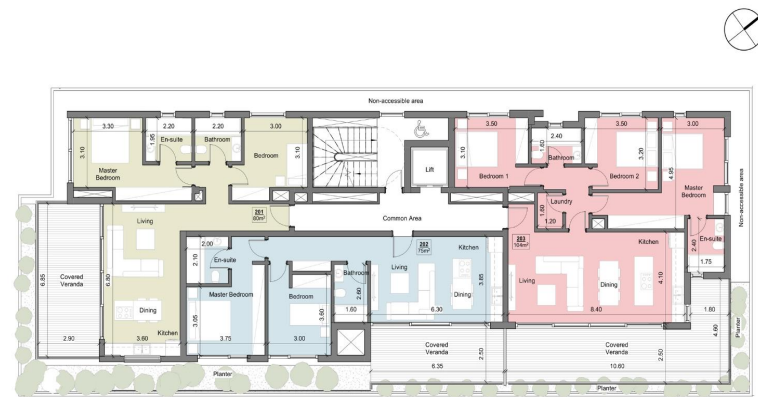 Non-accessible area
3.30
2.20
2.20
3.00
3.50
2.40
3.50
3.00
1.95
En-suite
Bathroom
Bedroom
3.10
3.10
Master
Bedroom
Lift
3.10
1.60
Bathroom
3.20
4.95
Bedroom 1
Bedroom 2
Master
Bedroom
Non-accessible area
Laundry
1.80
1.20
Living
201
80m²
Common Area
203
104m²
2.00
2.10
En-suite
202
75m²
Kitchen
Kitchen
2.40
En-suite
1.75
Covered
Veranda
6.85
6.80
Living
Bathroom
2.60
3.85
4.10
Living
Dining
Master Bedroom
Bedroom
Dining
Dining
1.80
3.05
3.60
1.60
6.30
8.40
Kitchen
2.90
3.60
3.75
3.00
Covered
Veranda
2.50
Covered
Veranda
2.50
4.60
Planter
Planter
6.35
10.60
Planter